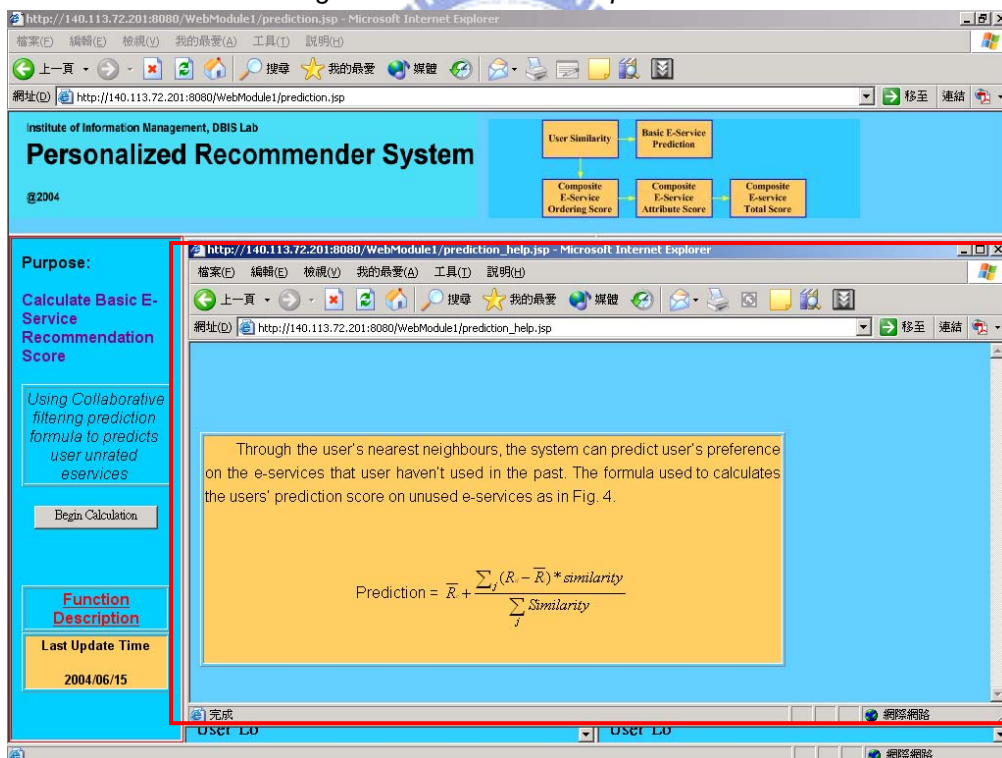 http://140.113.72.201:8080/WebModule1/prediction.jsp - Microsoft Internet Explorer
檔案(F) 編輯(E) 檢視(V) 我的最愛(A) 工具(T) 說明(H)
上一頁 搜尋 我的最愛 媒體
網址(D) http://140.113.72.201:8080/WebModule1/prediction.jsp 移至 連結
Institute of Information Management, DBIS Lab
Personalized Recommender System
@2004
User Similarity
Basic E-Service
Prediction
Composite
E-Service
Ordering Score
Composite
E-Service
Attribute Score
Composite
E-service
Total Score
Purpose:
Calculate Basic E-
Service
Recommendation
Score
Using Collaborative
filtering prediction
formula to predicts
user unrated
eservices
Begin Calculation
Function
Description
Last Update Time
2004/06/15
http://140.113.72.201:8080/WebModule1/prediction_help.jsp - Microsoft Internet Explorer
檔案(F) 編輯(E) 檢視(V) 我的最愛(A) 工具(T) 說明(H)
上一頁 搜尋 我的最愛 媒體
網址(D) http://140.113.72.201:8080/WebModule1/prediction_help.jsp 移至 連結
Through the user's nearest neighbours, the system can predict user's preference
on the e-services that user haven't used in the past. The formula used to calculates
the users' prediction score on unused e-services as in Fig. 4.
Prediction = R̅ + ∑j (R - R̅) * similarity / ∑j Similarity
完成 網際網路
User Lo User Lo
網際網路